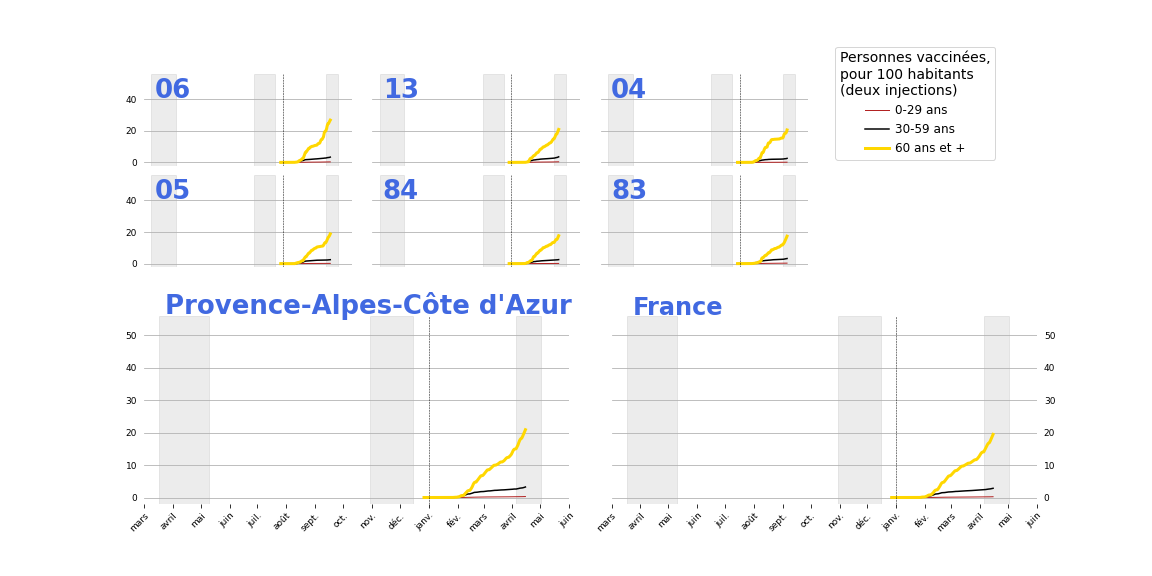 06
13
04
Personnes vaccinées,
pour 100 habitants
(deux injections)
0-29 ans
30-59 ans
60 ans et +
40
20
0
05
84
83
40
20
0
Provence-Alpes-Côte d'Azur
France
50
40
30
20
10
0
50
40
30
20
10
0
mars avril mai juin juil. août sept. oct. nov. déc. janv. fév. mars avril mai juin
mars avril mai juin juil. août sept. oct. nov. déc. janv. fév. mars avril mai juin